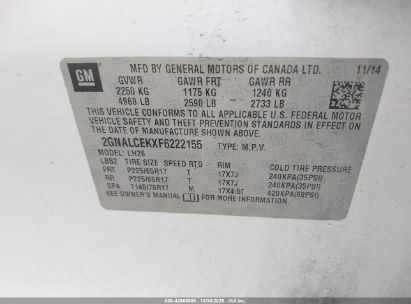 GM
MFD BY GENERAL MOTORS OF CANADA LTD. 11/14
GVWR GAWR FRT GAWR RR
2250 KG 1175 KG 1240 KG
4960 LB 2590 LB 2733 LB
THIS VEHICLE CONFORMS TO ALL APPLICABLE U.S. FEDERAL MOTOR
VEHICLE SAFETY, BUMPER, AND THEFT PREVENTION STANDARDS
IN EFFECT ON THE DATE OF MANUFACTURE SHOWN ABOVE.
2GNALCEKXF6222155 TYPE: M.P.V.
MODEL: LH26
LBB2 TIRE SIZE SPEED RTG RIM COLD TIRE PRESSURE
FRT P225/65R17 T 17X7J 240KPA(35PSI)
RR P225/65R17 T 17X7J 240KPA(35PSI)
SPA T145/70R17 M 17X4.5T 420KPA(60PSI)
SEE OWNER'S MANUAL FOR MORE INFORMATION.